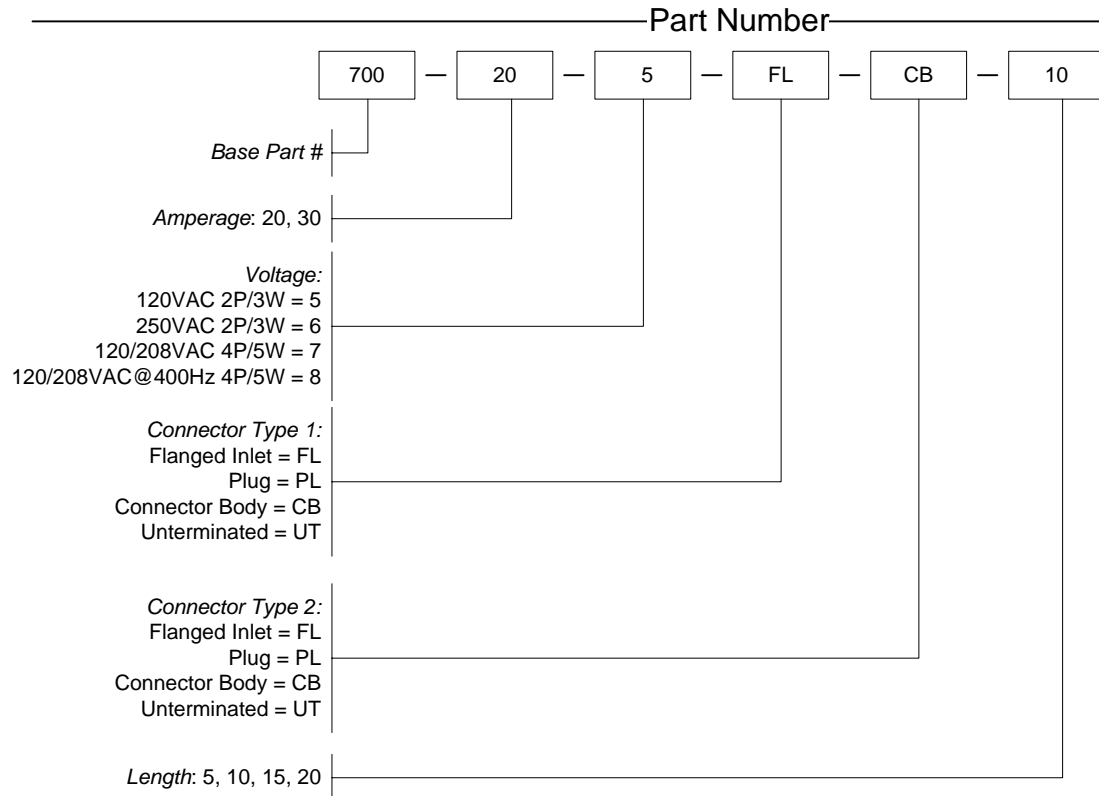 Part Number
700 — 20 — 5 — FL — CB — 10
Base Part #
Amperage: 20, 30
Voltage:
120VAC 2P/3W = 5
250VAC 2P/3W = 6
120/208VAC 4P/5W = 7
120/208VAC@400Hz 4P/5W = 8
Connector Type 1:
Flanged Inlet = FL
Plug = PL
Connector Body = CB
Unterminated = UT
Connector Type 2:
Flanged Inlet = FL
Plug = PL
Connector Body = CB
Unterminated = UT
Length: 5, 10, 15, 20